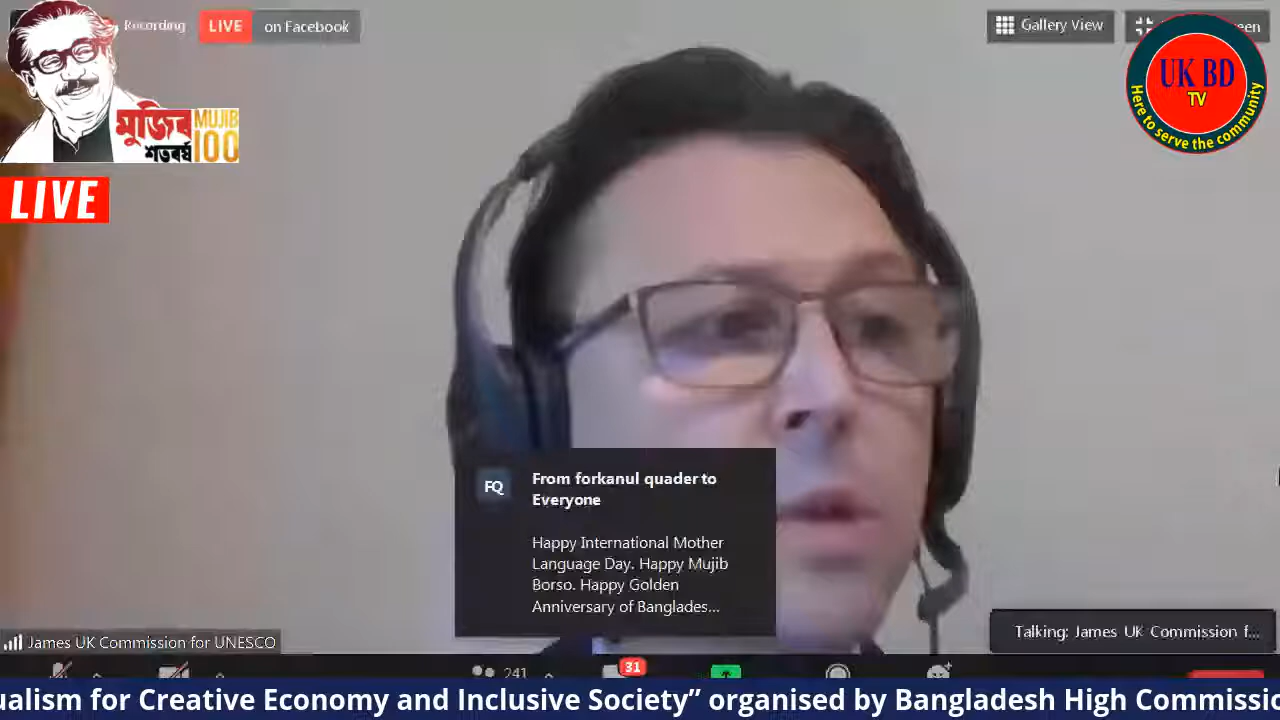 Recording
LIVE on Facebook
Gallery View
een
UK BD
TV
Here to serve the community
মুজিব
শতবর্ষ
MUJIB
100
LIVE
FQ
From forkanul quader to
Everyone
Happy International Mother
Language Day. Happy Mujib
Borso. Happy Golden
Anniversary of Banglades...
James UK Commission for UNESCO
Talking: James UK Commission f...
241
31
ualism for Creative Economy and Inclusive Society” organised by Bangladesh High Commissio